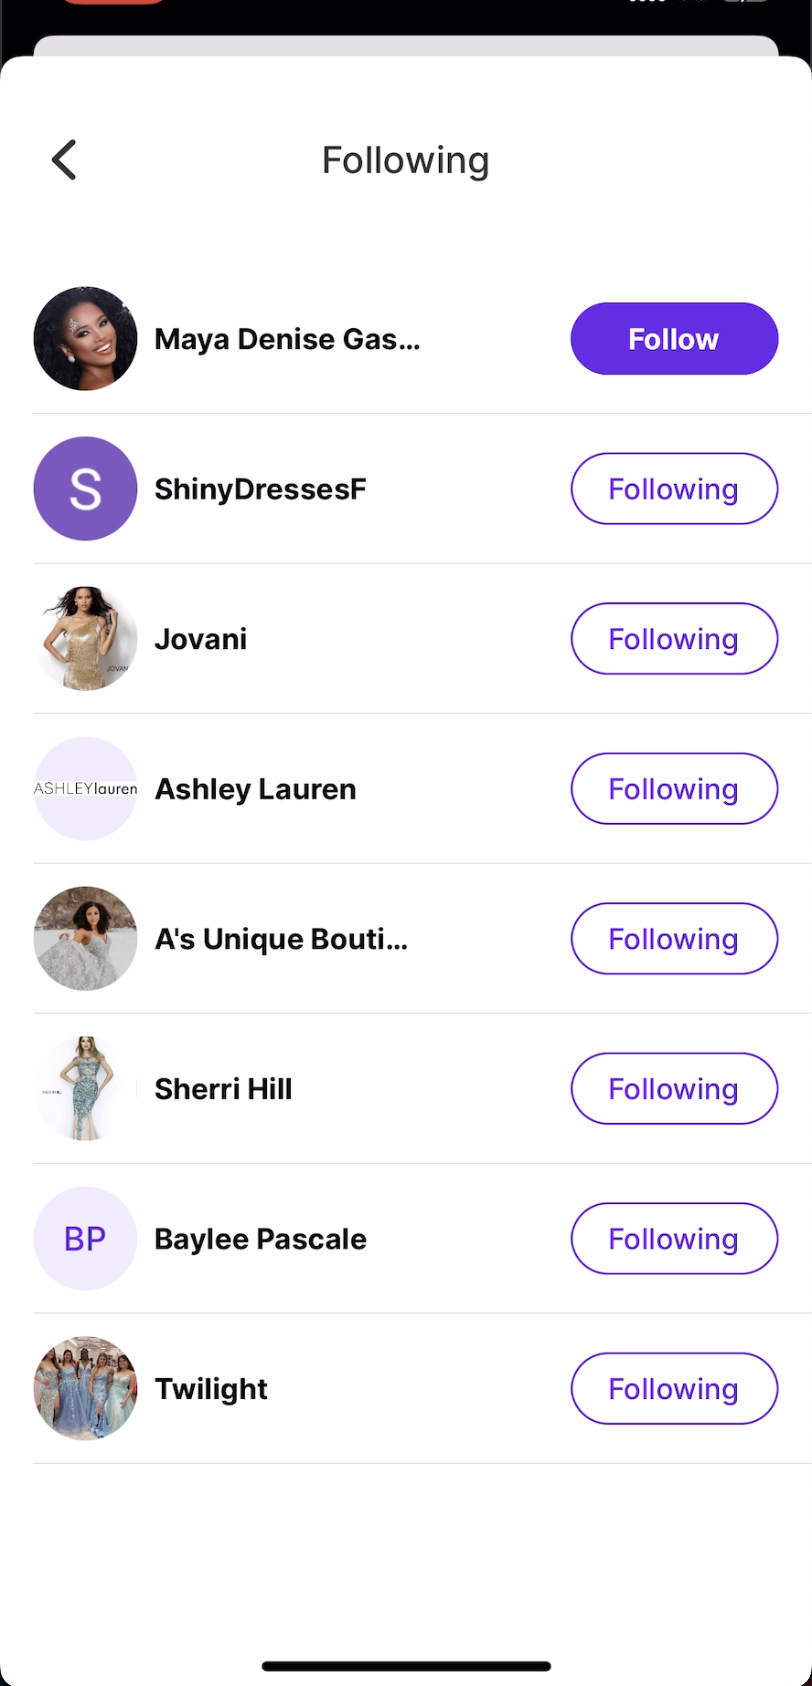 Following
Maya Denise Gas...
Follow
S
ShinyDressesF
Following
JOVANI
Jovani
Following
ASHLEYlauren
Ashley Lauren
Following
A's Unique Bouti...
Following
Sherri Hill
Following
BP
Baylee Pascale
Following
Twilight
Following